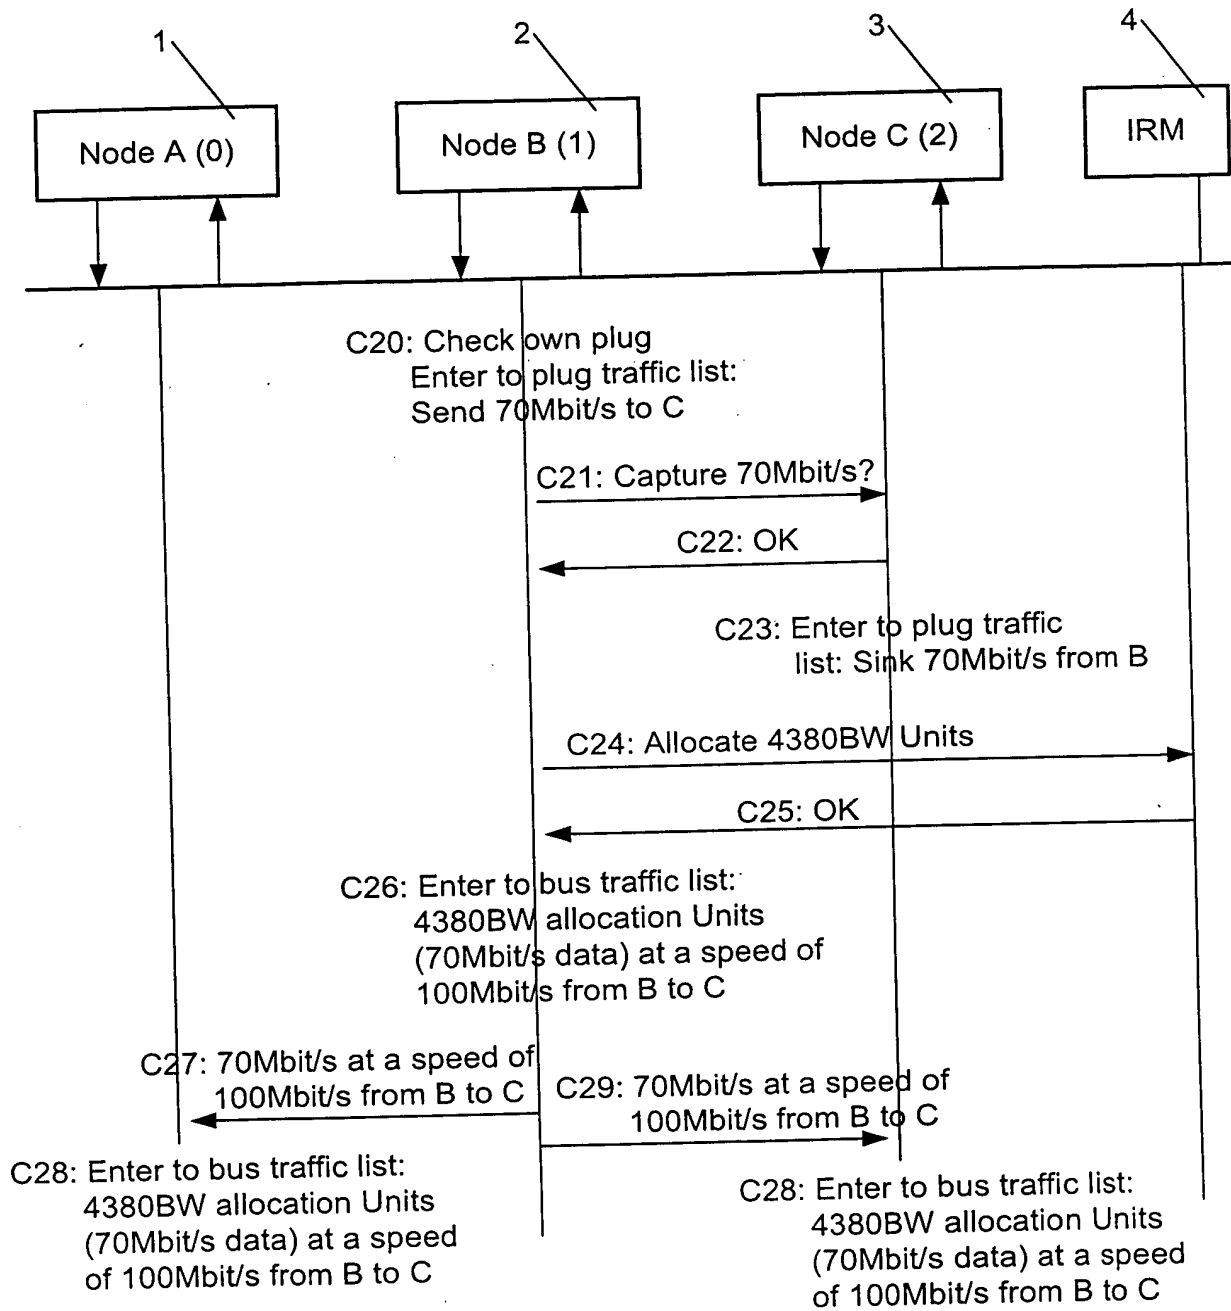 1
2
3
4
Node A (0)
Node B (1)
Node C (2)
IRM
C20: Check own plug
Enter to plug traffic list:
Send 70Mbit/s to C
C21: Capture 70Mbit/s?
C22: OK
C23: Enter to plug traffic
list: Sink 70Mbit/s from B
C24: Allocate 4380BW Units
C25: OK
C26: Enter to bus traffic list:
4380BW allocation Units
(70Mbit/s data) at a speed of
100Mbit/s from B to C
C27: 70Mbit/s at a speed of
100Mbit/s from B to C
C29: 70Mbit/s at a speed of
100Mbit/s from B to C
C28: Enter to bus traffic list:
4380BW allocation Units
(70Mbit/s data) at a speed
of 100Mbit/s from B to C
C28: Enter to bus traffic list:
4380BW allocation Units
(70Mbit/s data) at a speed
of 100Mbit/s from B to C